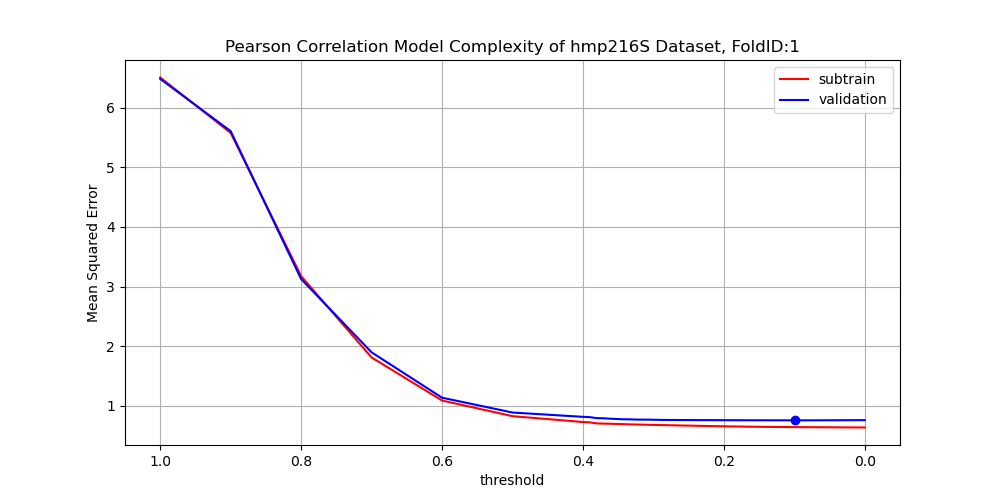 Pearson Correlation Model Complexity of hmp216S Dataset, FoldID:1
subtrain
validation
6
5
4
3
2
1
Mean Squared Error
1.0 0.8 0.6 0.4 0.2 0.0
threshold